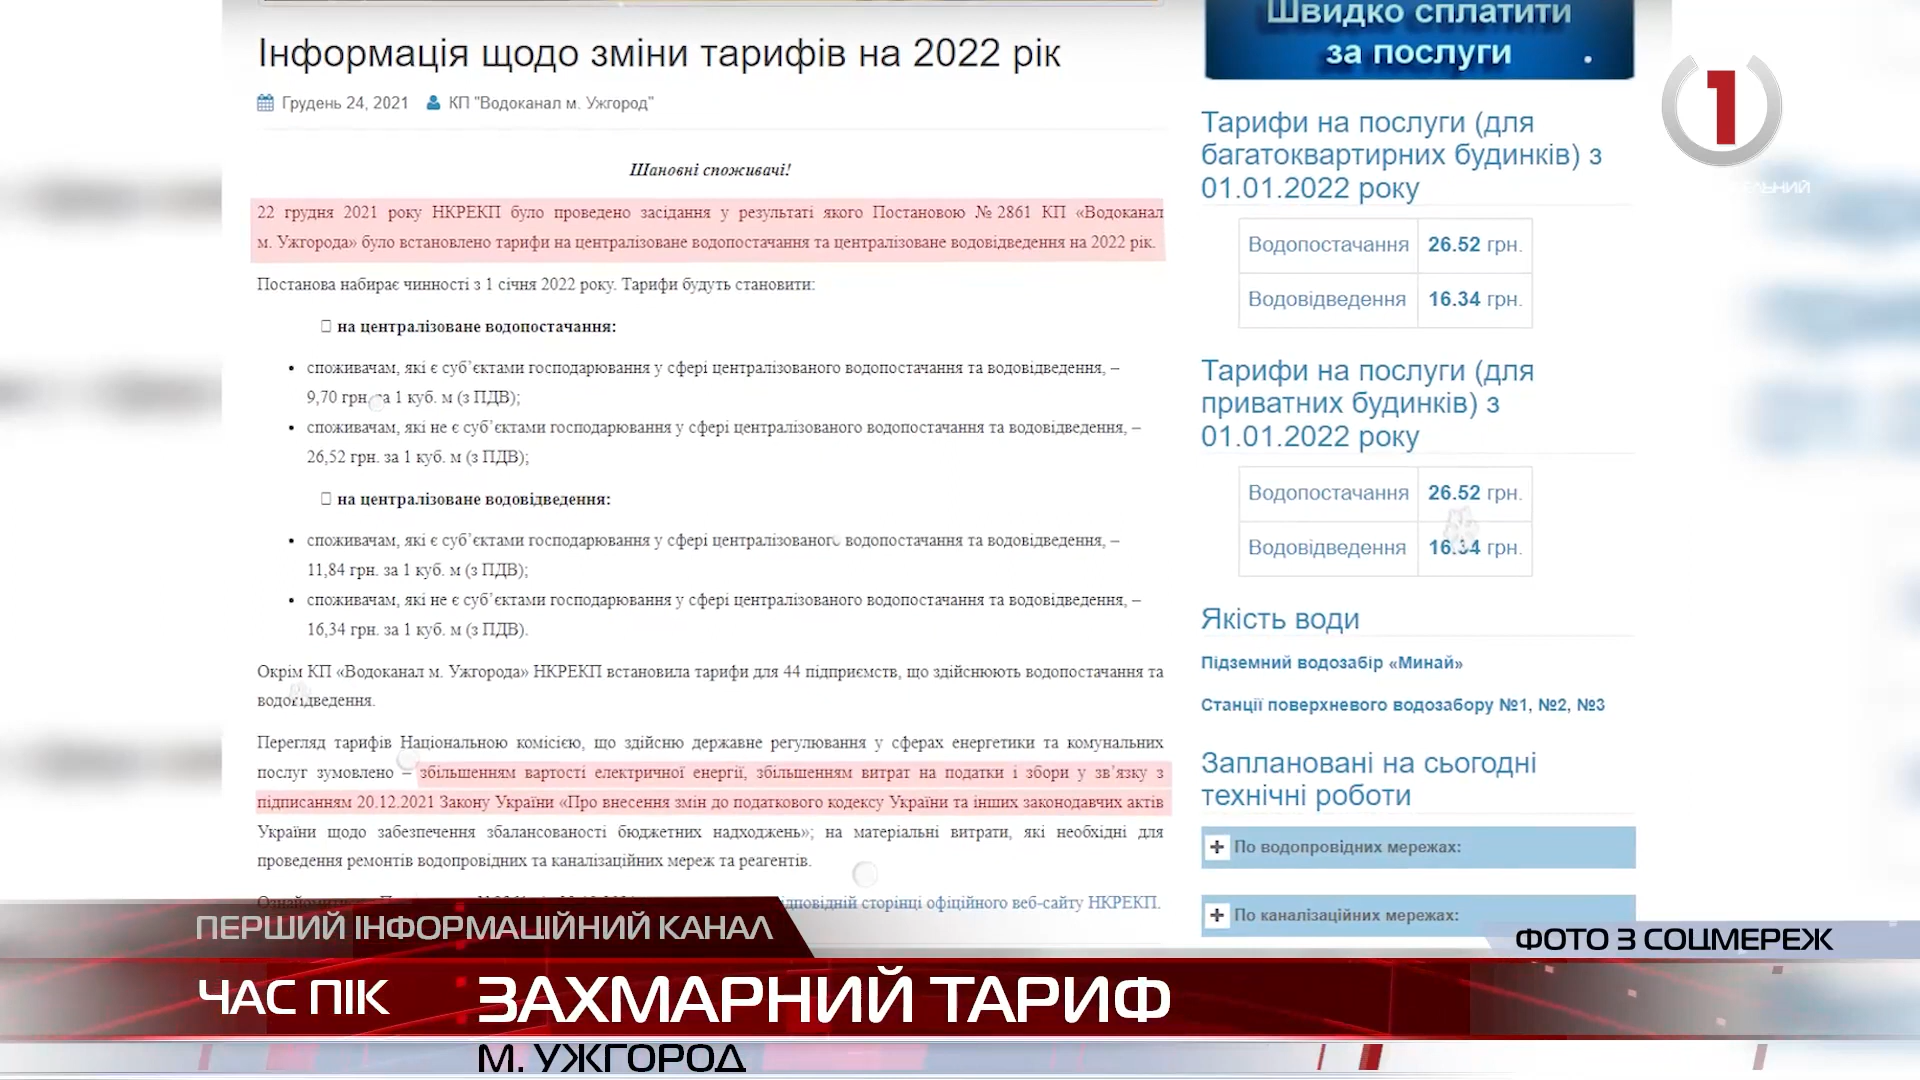 Інформація щодо зміни тарифів на 2022 рік
Грудень 24, 2021 КП "Водоканал м. Ужгород"
Шановні споживачі!
22 грудня 2021 року НКРЕКП було проведено засідання у результаті якого Постановою №2861 КП «Водоканал
м. Ужгорода» було встановлено тарифи на централізоване водопостачання та централізоване водовідведення на 2022 рік.
Постанова набирає чинності з 1 січня 2022 року. Тарифи будуть становити:
на централізоване водопостачання:
• споживачам, які є суб’єктами господарювання у сфері централізованого водопостачання та водовідведення, –
9,70 грн. за 1 куб. м (з ПДВ);
• споживачам, які не є суб’єктами господарювання у сфері централізованого водопостачання та водовідведення, –
26,52 грн. за 1 куб. м (з ПДВ);
на централізоване водовідведення:
• споживачам, які є суб’єктами господарювання у сфері централізованого водопостачання та водовідведення, –
11,84 грн. за 1 куб. м (з ПДВ);
• споживачам, які не є суб’єктами господарювання у сфері централізованого водопостачання та водовідведення, –
16,34 грн. за 1 куб. м (з ПДВ).
Окрім КП «Водоканал м. Ужгорода» НКРЕКП встановила тарифи для 44 підприємств, що здійснюють водопостачання та
водовідведення.
Перегляд тарифів Національною комісією, що здійсню державне регулювання у сферах енергетики та комунальних
послуг зумовлено – збільшенням вартості електричної енергії, збільшенням витрат на податки і збори у зв’язку з
підписанням 20.12.2021 Закону України «Про внесення змін до податкового кодексу України та інших законодавчих актів
України щодо забезпечення збалансованості бюджетних надходжень»; на матеріальні витрати, які необхідні для
проведення ремонтів водопровідних та каналізаційних мереж та реагентів.
сторінці офіційного веб-сайту НКРЕКП.
Швидко сплатити
за послуги
Тарифи на послуги (для
багатоквартирних будинків) з
01.01.2022 року
Водопостачання 26.52 грн.
Водовідведення 16.34 грн.
Тарифи на послуги (для
приватних будинків) з
01.01.2022 року
Водопостачання 26.52 грн.
Водовідведення 16.34 грн.
Якість води
Підземний водозабір «Минай»
Станції поверхневого водозабору №1, №2, №3
Заплановані на сьогодні
технічні роботи
+ По водопровідних мережах:
+ По каналізаційних мережах:
1
ПЕРШИЙ ІНФОРМАЦІЙНИЙ КАНАЛ
ФОТО З СОЦМЕРЕЖ
ЧАС ПІК ЗАХМАРНИЙ ТАРИФ
М. УЖГОРОД